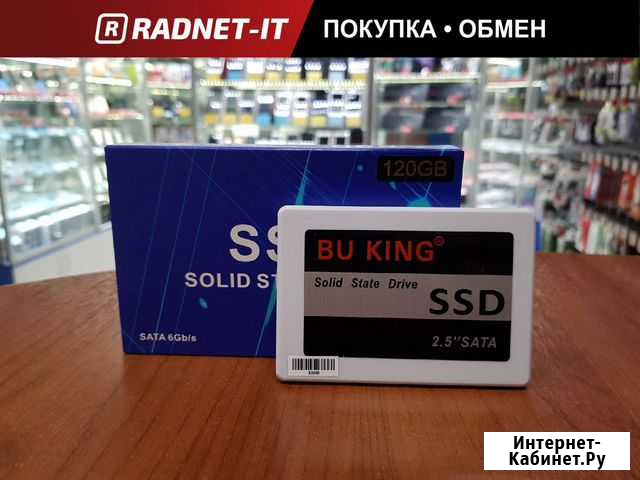 R RADNET-IT ПОКУПКА • ОБМЕН
120GB
SOLID ST
SATA 6Gb/s
BU KING®
Solid State Drive
SSD
2.5"SATA
Интернет-
Кабинет.Ру